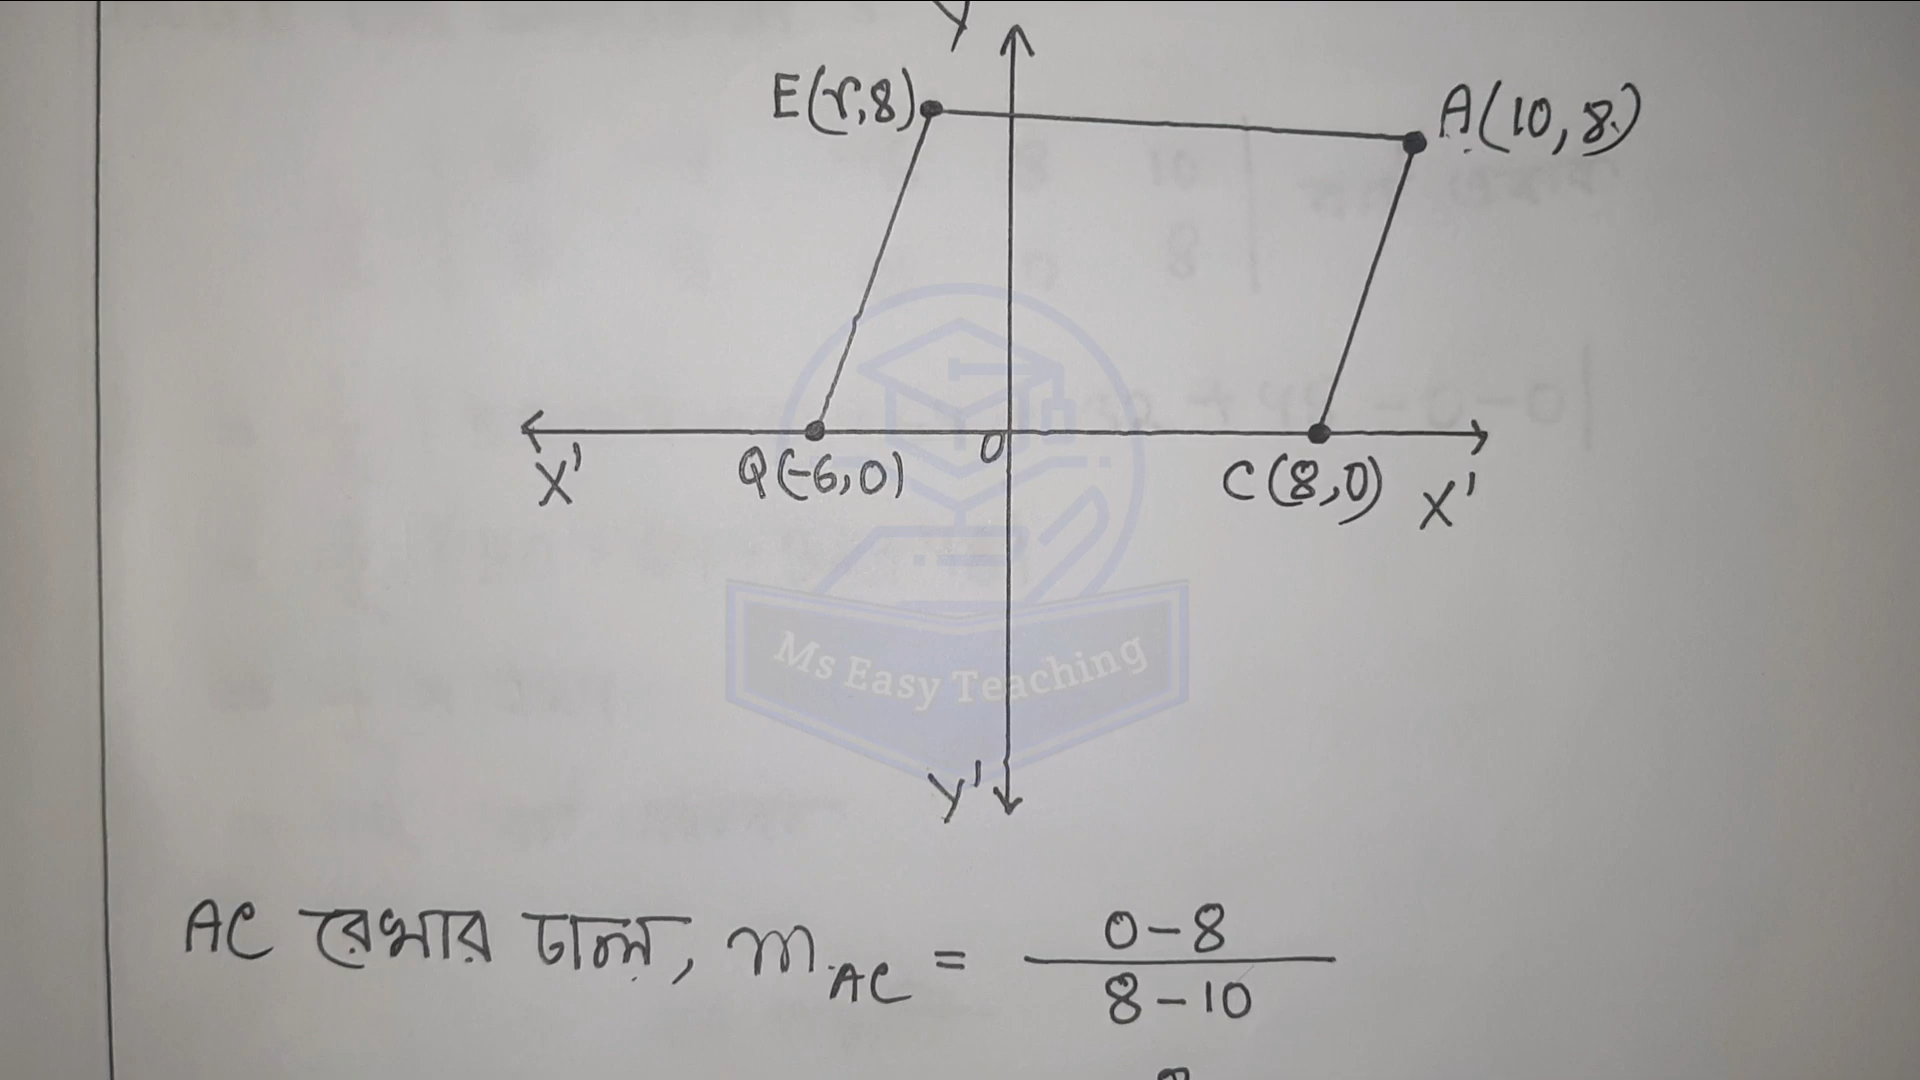 Y
E(r,8)
A(10, 8)
X'
Q(-6,0)
O
C(8,0)
X'
Ms Easy Teaching
Y'
AC রেখার ঢাল, m_AC = (0-8)/(8-10)